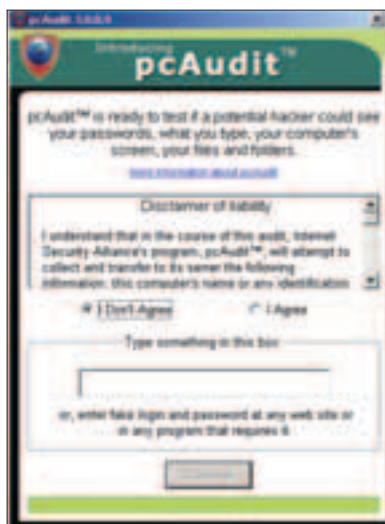 pcAudit 3.0.0.3
Introducing
pcAudit™
pcAudit™ is ready to test if a potential hacker could see
your passwords, what you type, your computer's
screen, your files and folders.
more information about pcAudit
Disclaimer of liability
I understand that in the course of this audit, Internet
Security Alliance's program, pcAudit™, will attempt to
collect and transfer to its server the following
information: this computer's name or any identification
I Don't Agree
I Agree
Type something in this box
or, enter fake login and password at any web site or
in any program that requires it